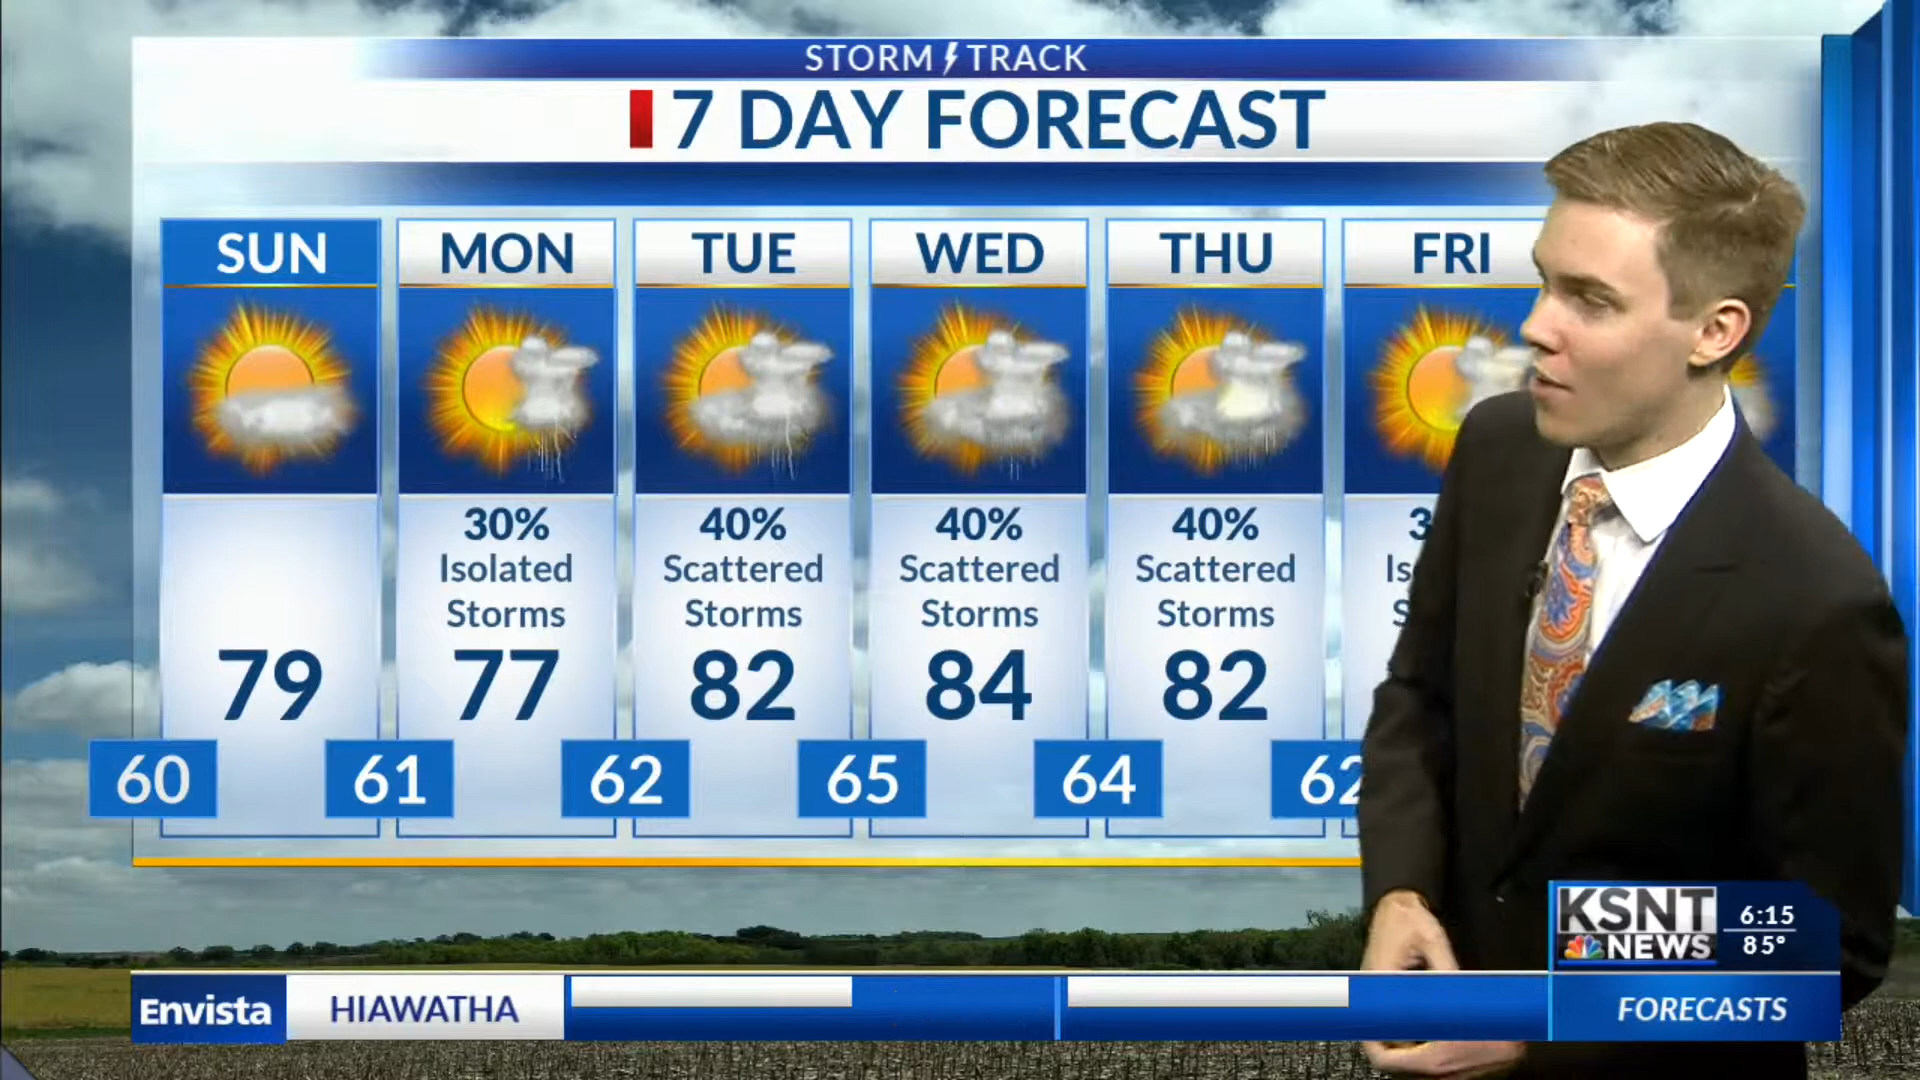 STORM TRACK
7 DAY FORECAST
SUN
MON
TUE
WED
THU
FRI
30%
Isolated
Storms
40%
Scattered
Storms
40%
Scattered
Storms
40%
Scattered
Storms
79
77
82
84
82
60
61
62
65
64
62
KSNT
NEWS
6:15
85°
Envista
HIAWATHA
FORECASTS